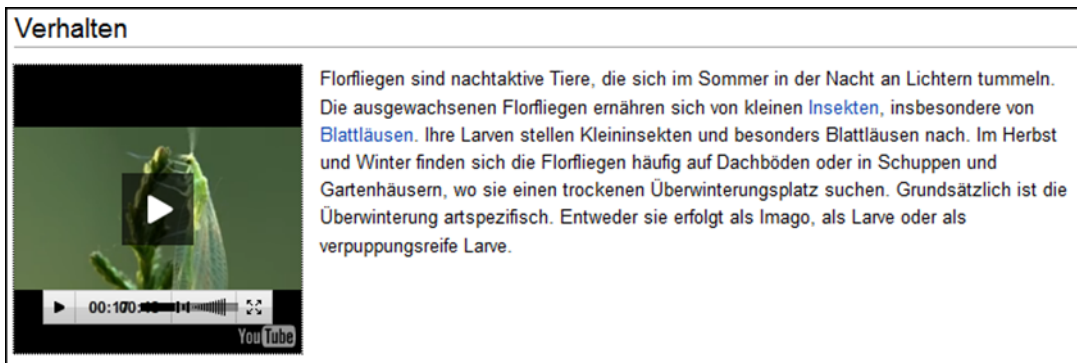 Verhalten
Florfliegen sind nachtaktive Tiere, die sich im Sommer in der Nacht an Lichtern tummeln.
Die ausgewachsenen Florfliegen ernähren sich von kleinen Insekten, insbesondere von
Blattläusen. Ihre Larven stellen Kleininsekten und besonders Blattläusen nach. Im Herbst
und Winter finden sich die Florfliegen häufig auf Dachböden oder in Schuppen und
Gartenhäusern, wo sie einen trockenen Überwinterungsplatz suchen. Grundsätzlich ist die
Überwinterung artspezifisch. Entweder sie erfolgt als Imago, als Larve oder als
verpuppungsreife Larve.
YouTube